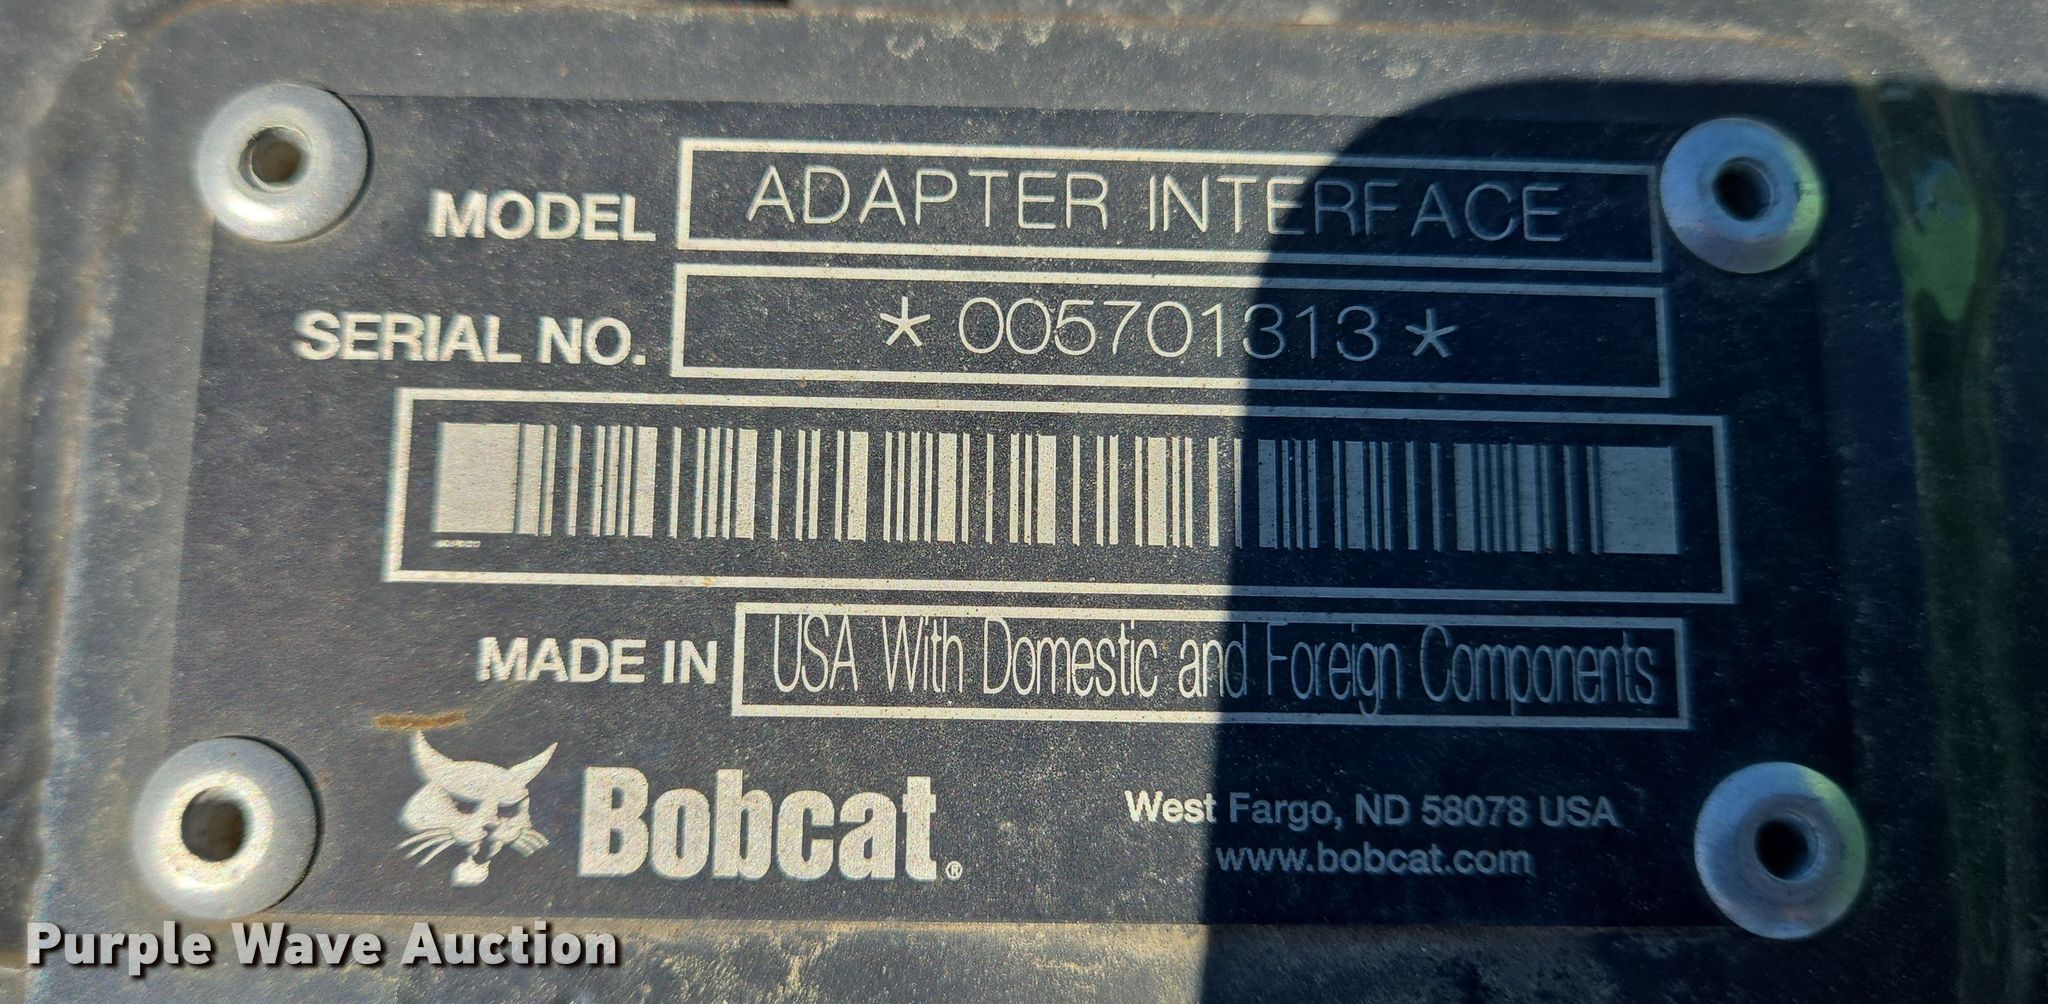 MODEL ADAPTER INTERFACE
SERIAL NO. *005701313*
MADE IN USA With Domestic and Foreign Components
Bobcat®
West Fargo, ND 58078 USA
www.bobcat.com
Purple Wave Auction